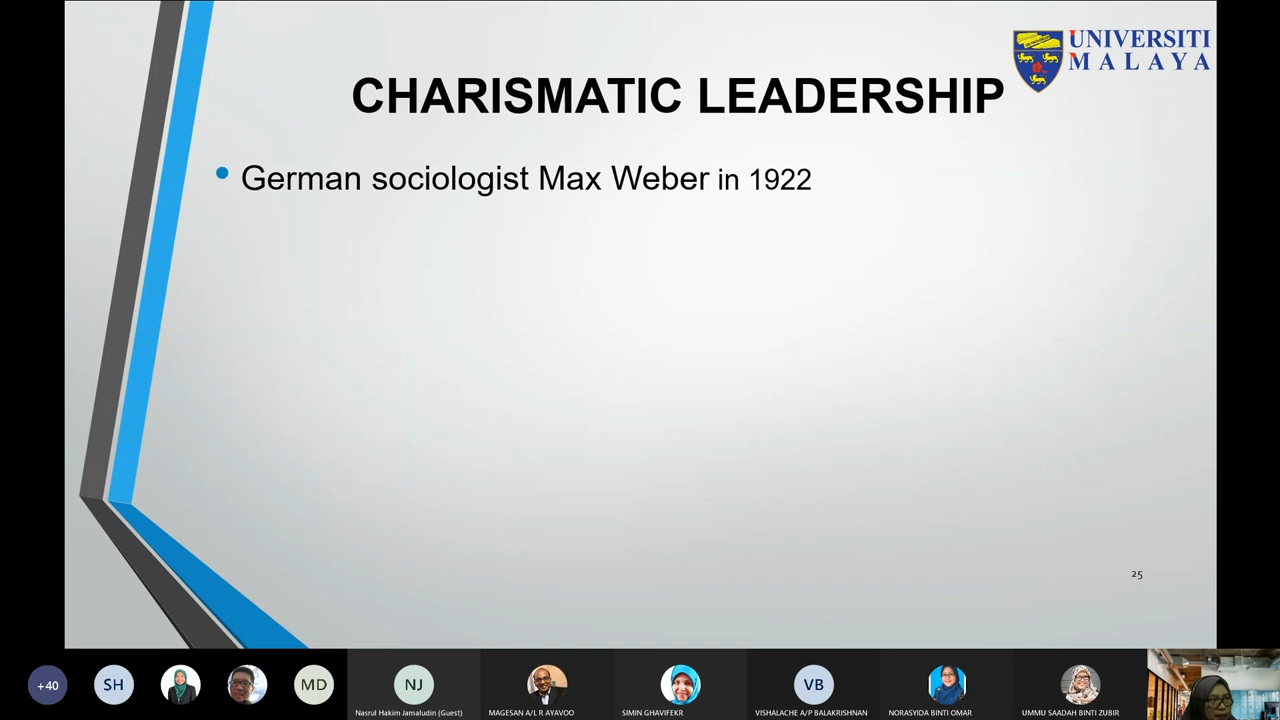 UNIVERSITI
MALAYA
CHARISMATIC LEADERSHIP
German sociologist Max Weber in 1922
25
+40
SH
MD
NJ
VB
Nasrul Hakim Jamaludin (Guest)
MAGESAN A/L R AYAVOO
SIMIN GHAVIFEKR
VISHALACHE A/P BALAKRISHNAN
NORASYIDA BINTI OMAR
UMMU SAADAH BINTI ZUBIR